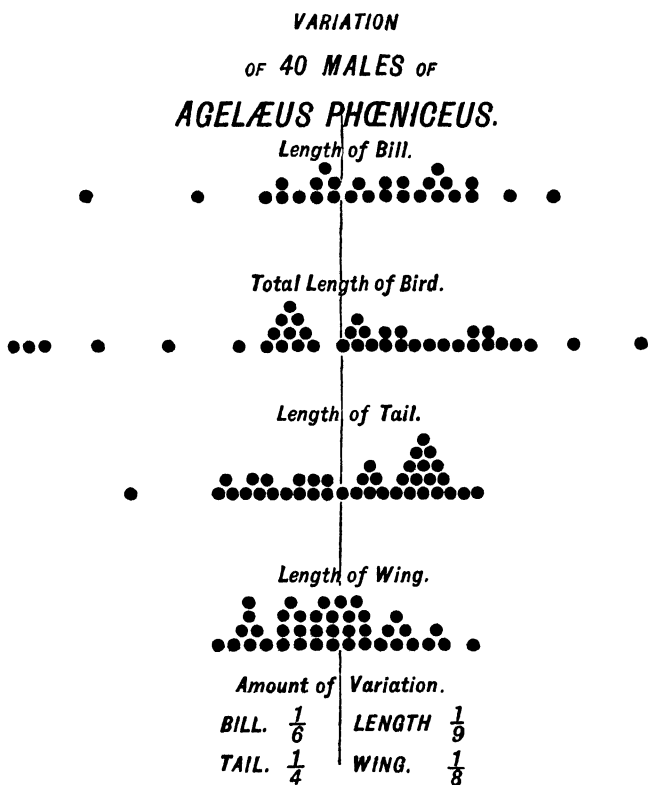 VARIATION
OF 40 MALES OF
AGELÆUS PHŒNICEUS.
Length of Bill.
Total Length of Bird.
Length of Tail.
Length of Wing.
Amount of Variation.
BILL. 1/6 LENGTH 1/9
TAIL. 1/4 WING. 1/8